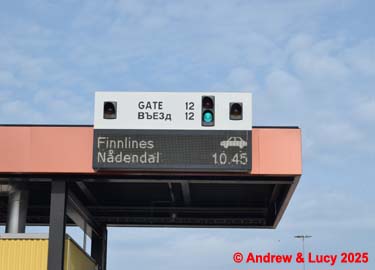 GATE 12
ВЪЕЗД 12
Finnlines
Nådendal 10.45
© Andrew & Lucy 2025